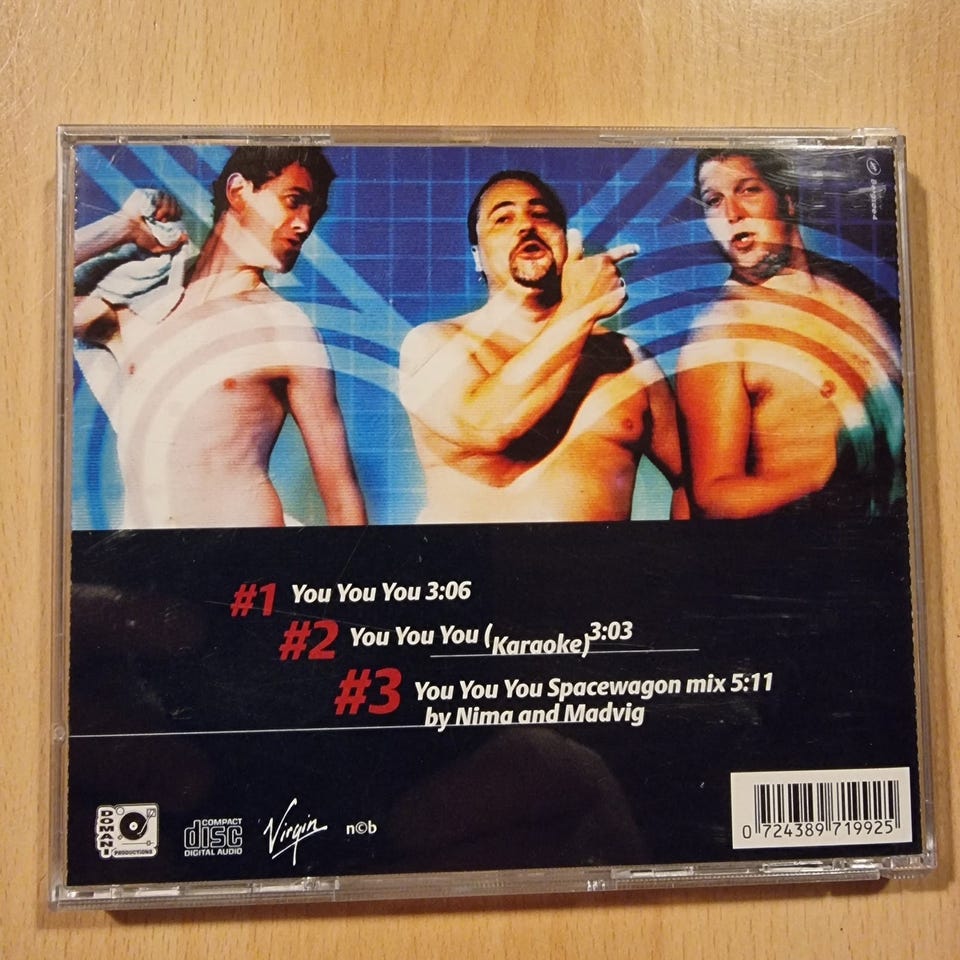 #1 You You You 3:06
#2 You You You (Karaoke) 3:03
#3 You You You Spacewagon mix 5:11
by Nima and Madvig
DOMANI
PRODUCTIONS
COMPACT
disc
DIGITAL AUDIO
Virgin
n©b
0 724389 719925